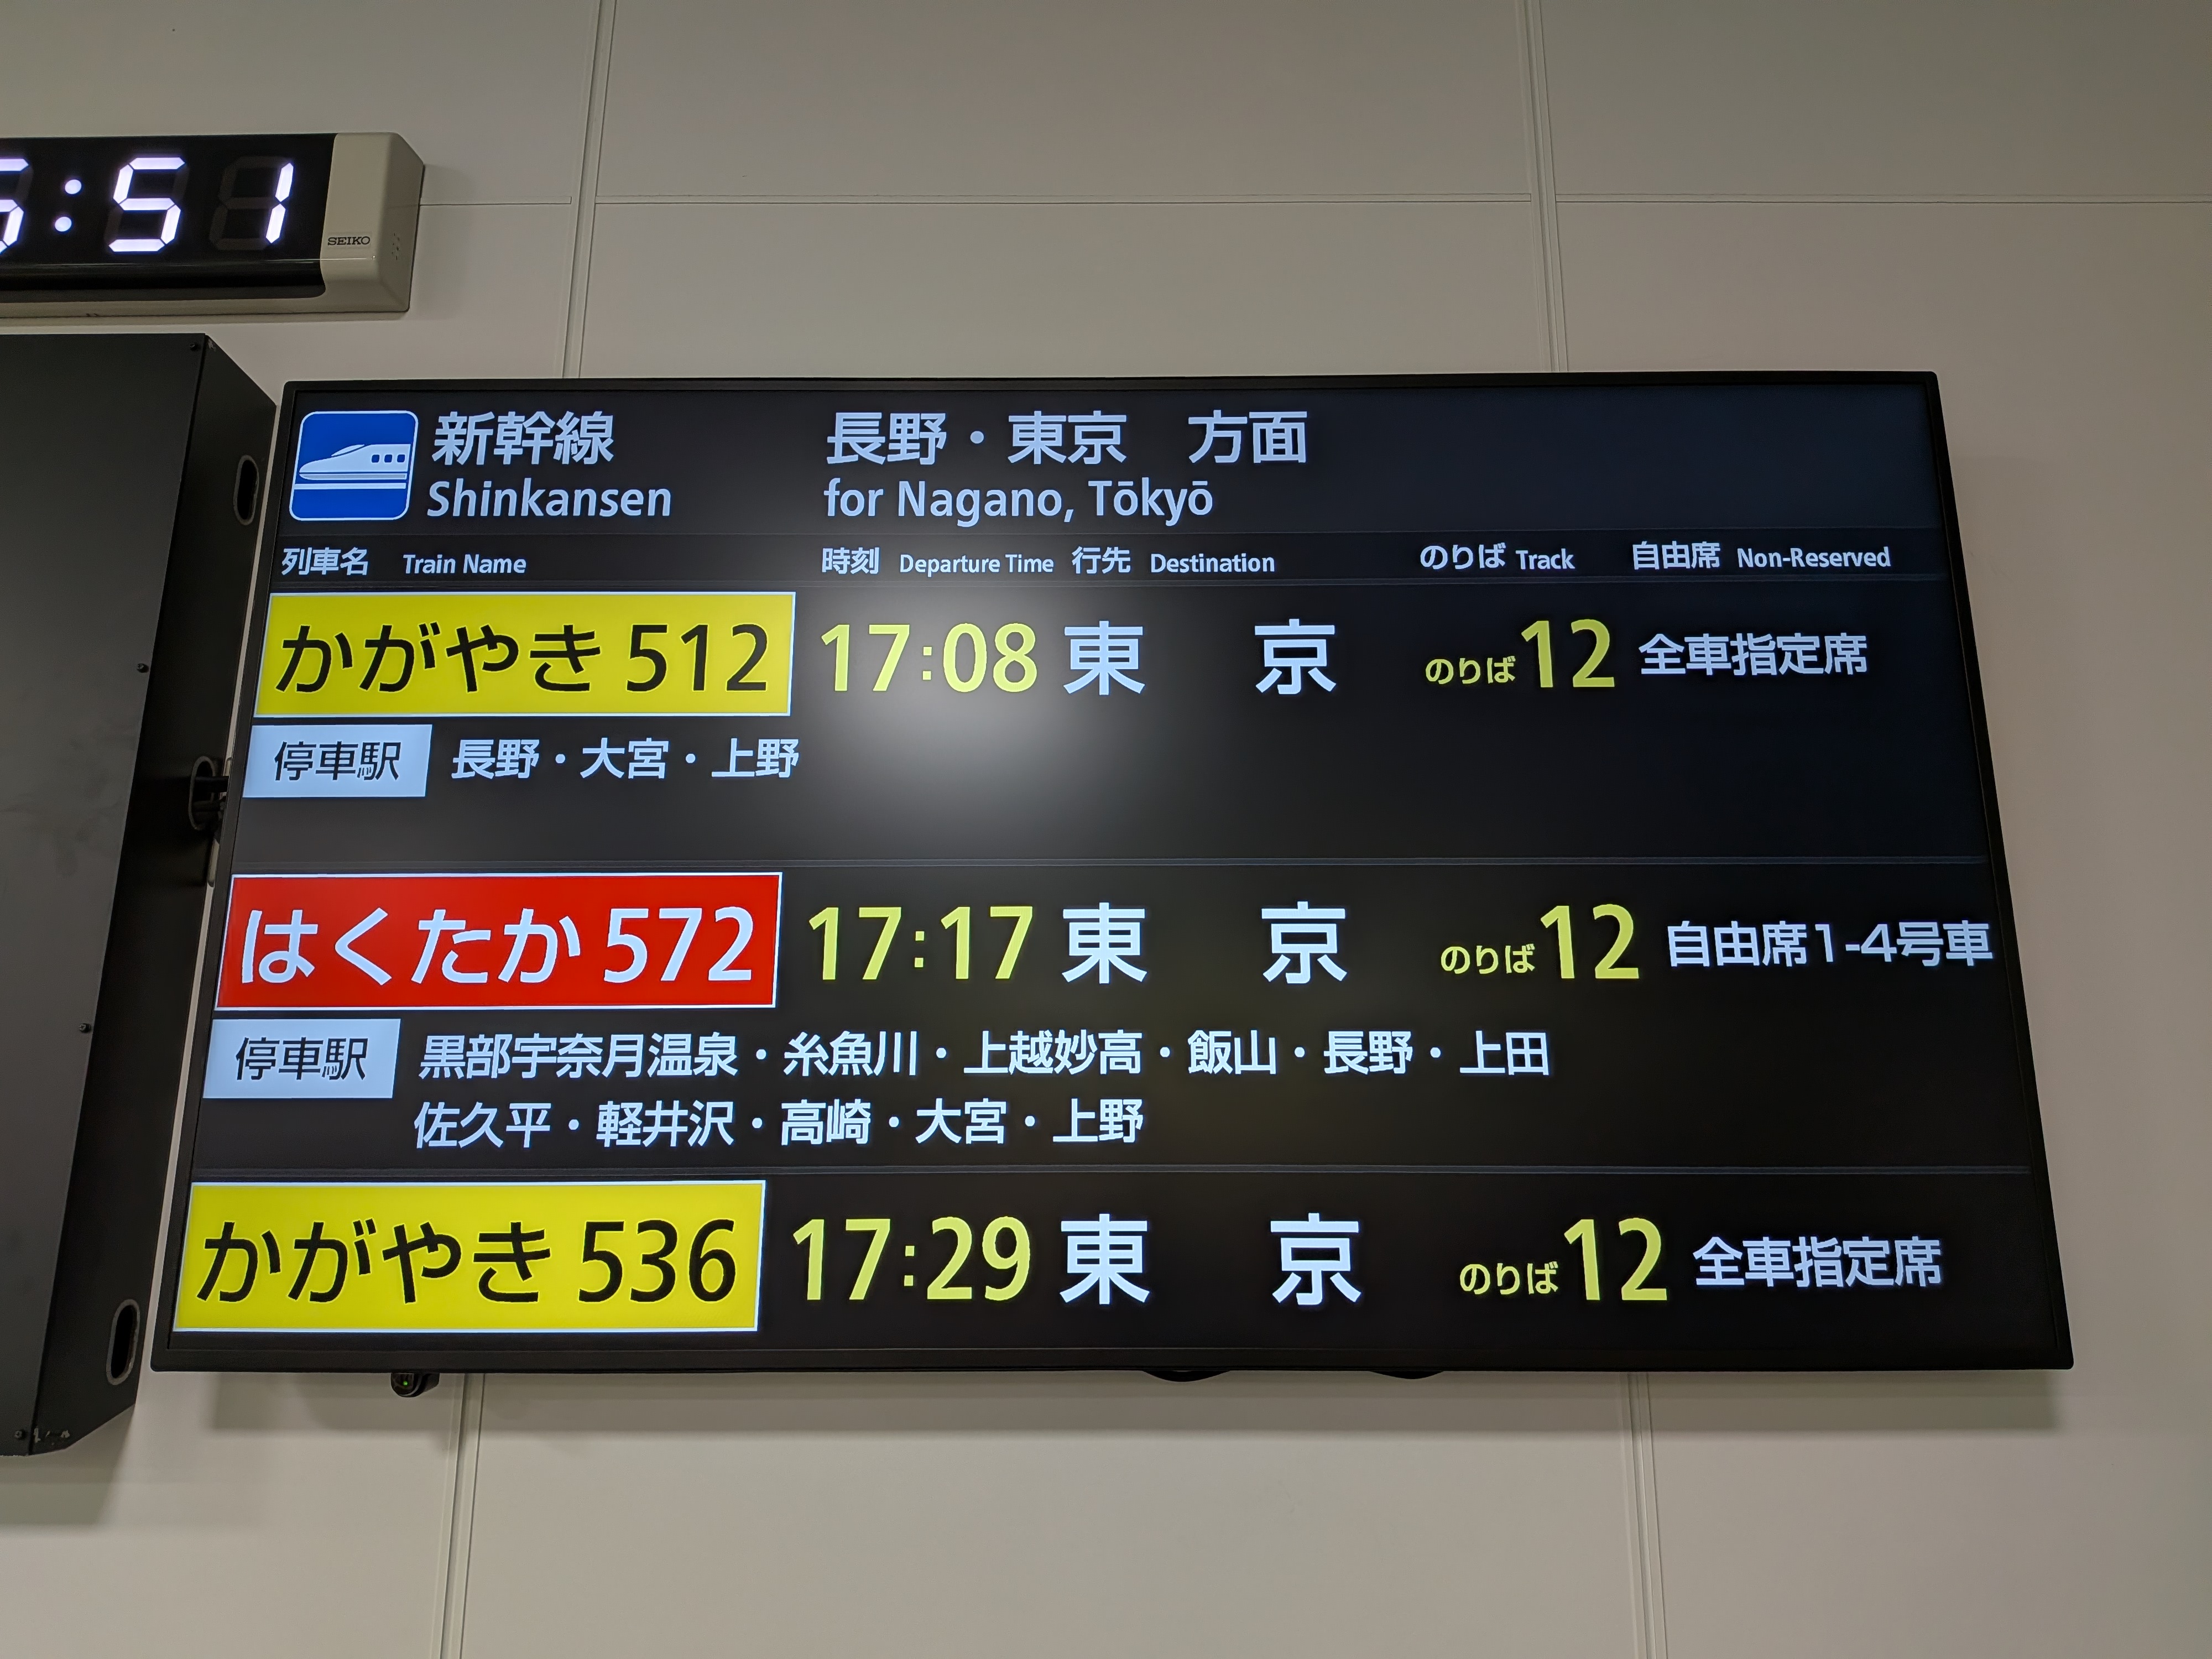 5:51
SEIKO
新幹線 長野・東京 方面
Shinkansen for Nagano, Tōkyō
列車名 Train Name 時刻 Departure Time 行先 Destination のりば Track 自由席 Non-Reserved
かがやき 512 17:08 東 京 のりば 12 全車指定席
停車駅 長野・大宮・上野
はくたか 572 17:17 東 京 のりば 12 自由席1-4号車
停車駅 黒部宇奈月温泉・糸魚川・上越妙高・飯山・長野・上田
佐久平・軽井沢・高崎・大宮・上野
かがやき 536 17:29 東 京 のりば 12 全車指定席